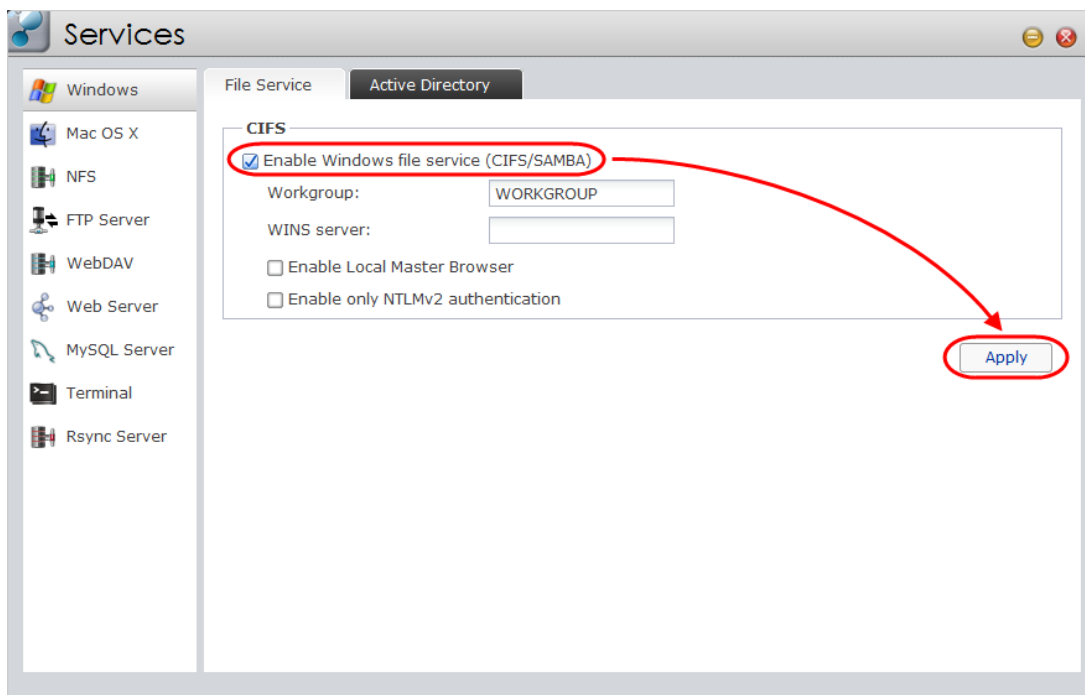 Services
Windows
Mac OS X
NFS
FTP Server
WebDAV
Web Server
MySQL Server
Terminal
Rsync Server
File Service
Active Directory
CIFS
Enable Windows file service (CIFS/SAMBA)
Workgroup: WORKGROUP
WINS server:
Enable Local Master Browser
Enable only NTLMv2 authentication
Apply